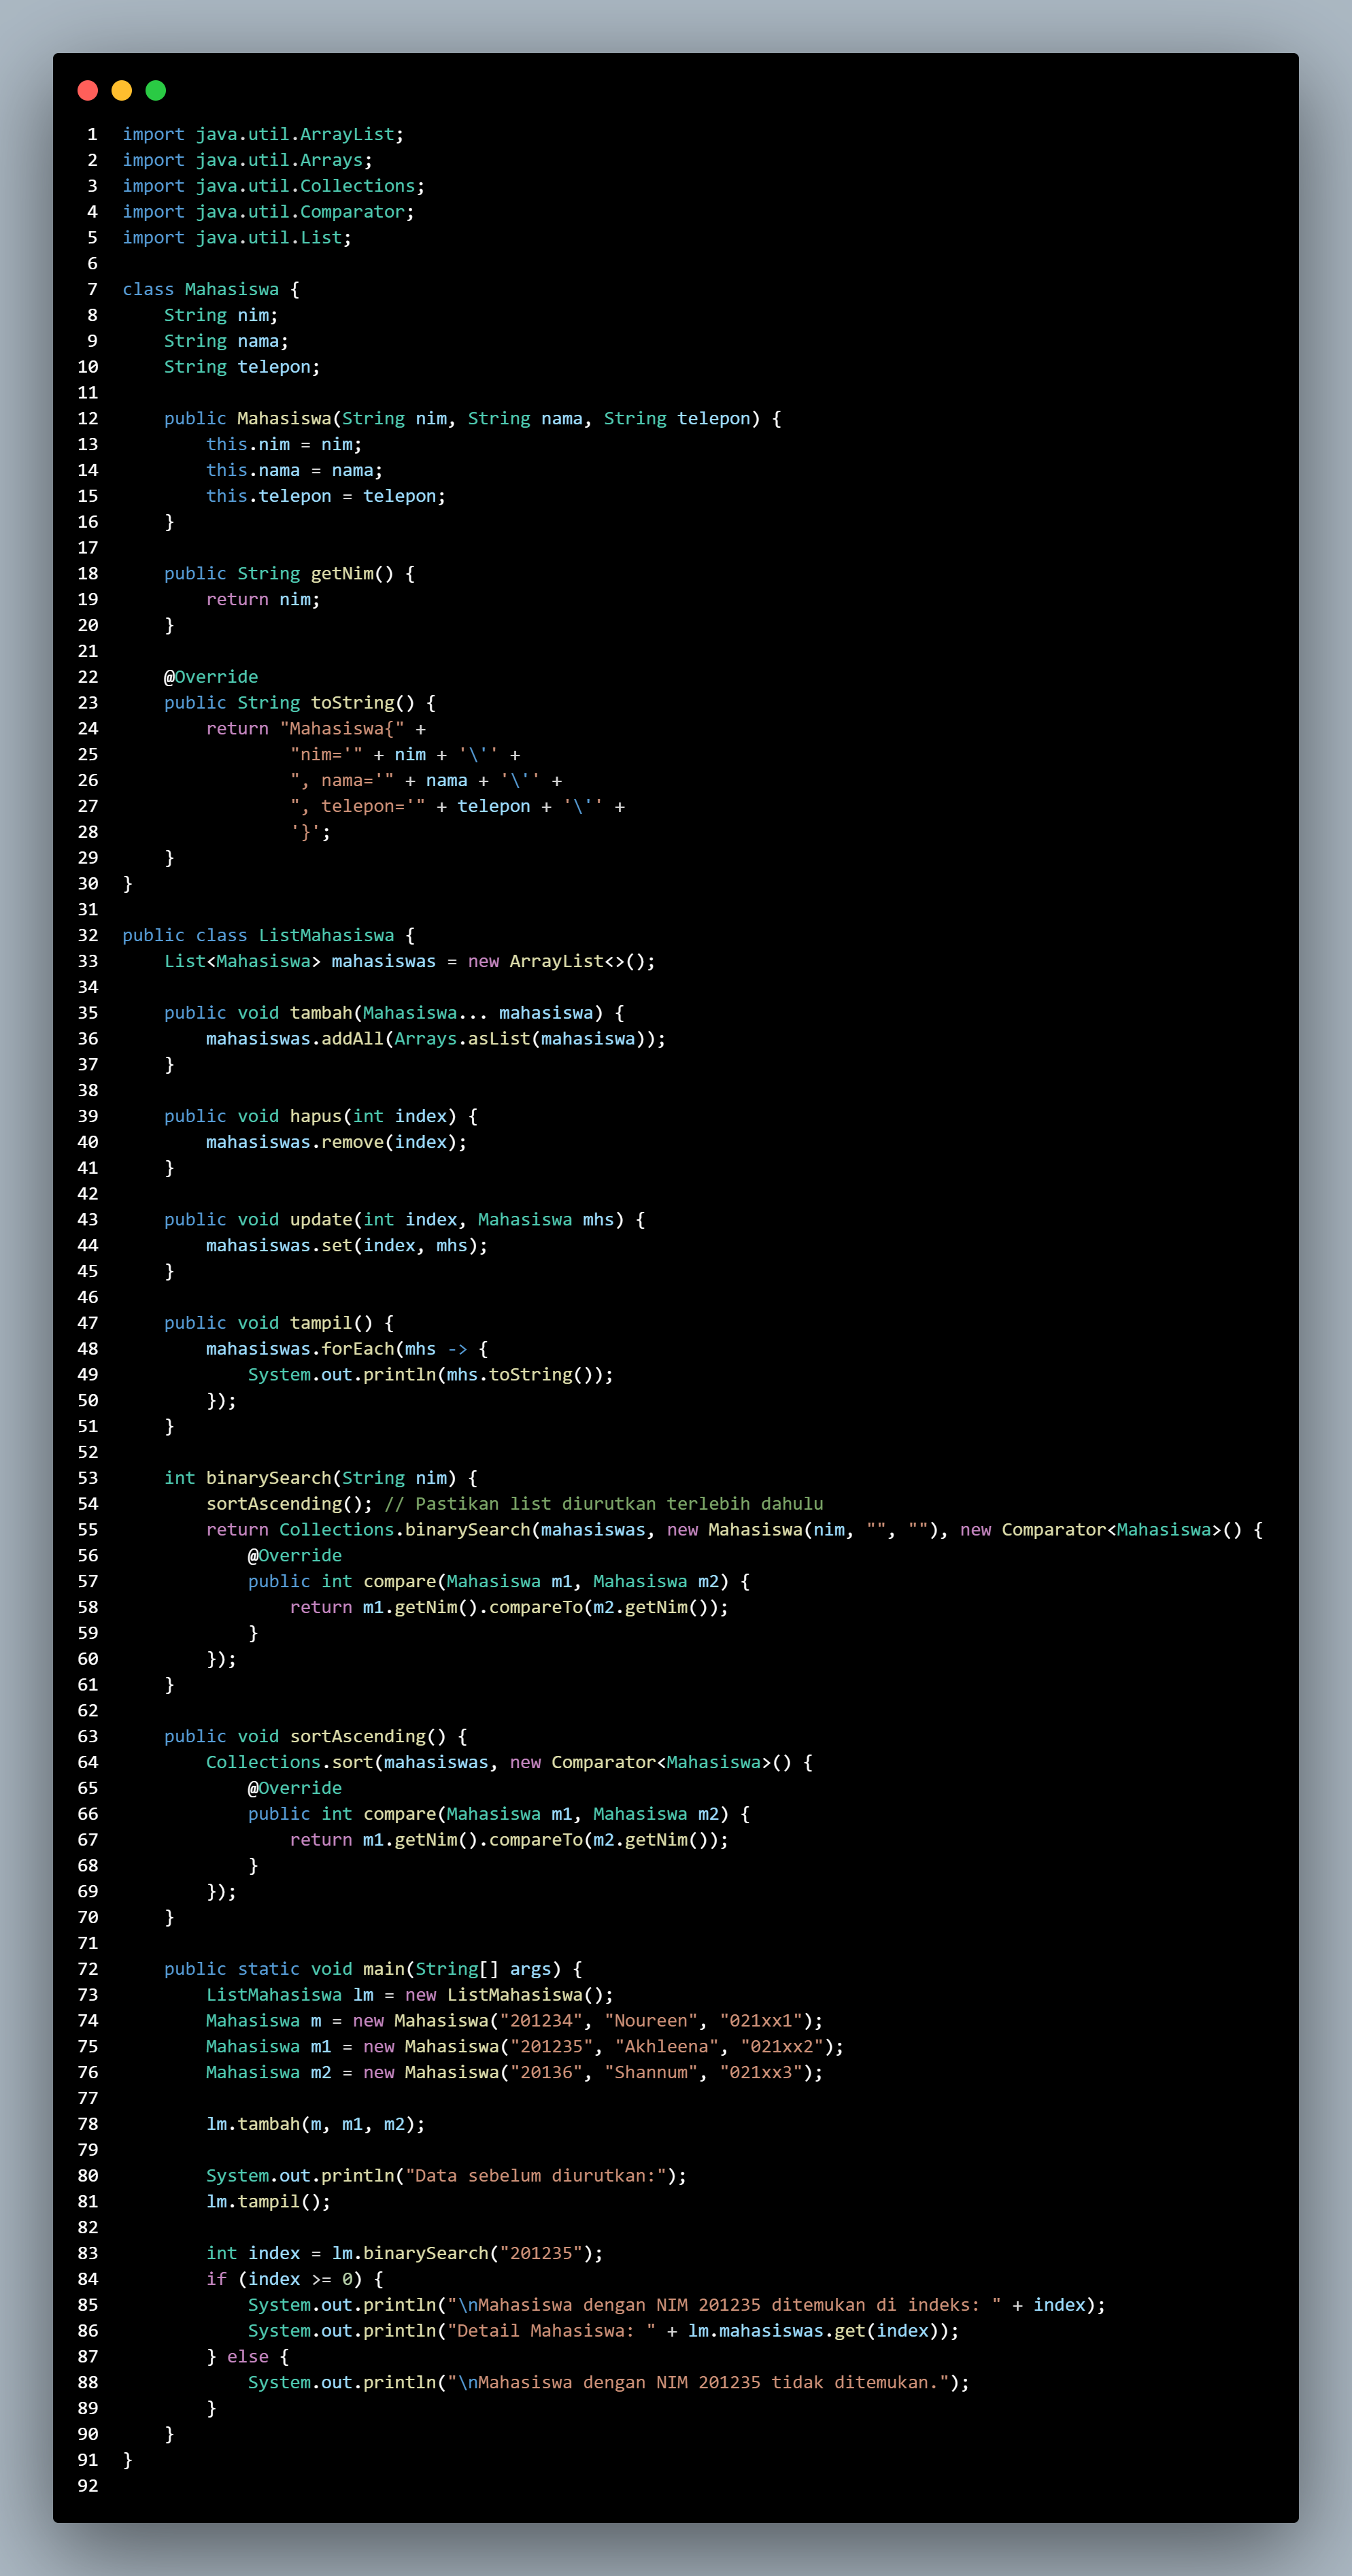 1 import java.util.ArrayList;
2 import java.util.Arrays;
3 import java.util.Collections;
4 import java.util.Comparator;
5 import java.util.List;
6
7 class Mahasiswa {
8     String nim;
9     String nama;
10     String telepon;
11
12     public Mahasiswa(String nim, String nama, String telepon) {
13         this.nim = nim;
14         this.nama = nama;
15         this.telepon = telepon;
16     }
17
18     public String getNim() {
19         return nim;
20     }
21
22     @Override
23     public String toString() {
24         return "Mahasiswa{" +
25                 "nim='" + nim + '\'' +
26                 ", nama='" + nama + '\'' +
27                 ", telepon='" + telepon + '\'' +
28                 '}';
29     }
30 }
31
32 public class ListMahasiswa {
33     List<Mahasiswa> mahasiswas = new ArrayList<>();
34
35     public void tambah(Mahasiswa... mahasiswa) {
36         mahasiswas.addAll(Arrays.asList(mahasiswa));
37     }
38
39     public void hapus(int index) {
40         mahasiswas.remove(index);
41     }
42
43     public void update(int index, Mahasiswa mhs) {
44         mahasiswas.set(index, mhs);
45     }
46
47     public void tampil() {
48         mahasiswas.forEach(mhs -> {
49             System.out.println(mhs.toString());
50         });
51     }
52
53     int binarySearch(String nim) {
54         sortAscending(); // Pastikan list diurutkan terlebih dahulu
55         return Collections.binarySearch(mahasiswas, new Mahasiswa(nim, "", ""), new Comparator<Mahasiswa>() {
56             @Override
57             public int compare(Mahasiswa m1, Mahasiswa m2) {
58                 return m1.getNim().compareTo(m2.getNim());
59             }
60         });
61     }
62
63     public void sortAscending() {
64         Collections.sort(mahasiswas, new Comparator<Mahasiswa>() {
65             @Override
66             public int compare(Mahasiswa m1, Mahasiswa m2) {
67                 return m1.getNim().compareTo(m2.getNim());
68             }
69         });
70     }
71
72     public static void main(String[] args) {
73         ListMahasiswa lm = new ListMahasiswa();
74         Mahasiswa m = new Mahasiswa("201234", "Noureen", "021xx1");
75         Mahasiswa m1 = new Mahasiswa("201235", "Akhleena", "021xx2");
76         Mahasiswa m2 = new Mahasiswa("20136", "Shannum", "021xx3");
77
78         lm.tambah(m, m1, m2);
79
80         System.out.println("Data sebelum diurutkan:");
81         lm.tampil();
82
83         int index = lm.binarySearch("201235");
84         if (index >= 0) {
85             System.out.println("\nMahasiswa dengan NIM 201235 ditemukan di indeks: " + index);
86             System.out.println("Detail Mahasiswa: " + lm.mahasiswas.get(index));
87         } else {
88             System.out.println("\nMahasiswa dengan NIM 201235 tidak ditemukan.");
89         }
90     }
91 }
92